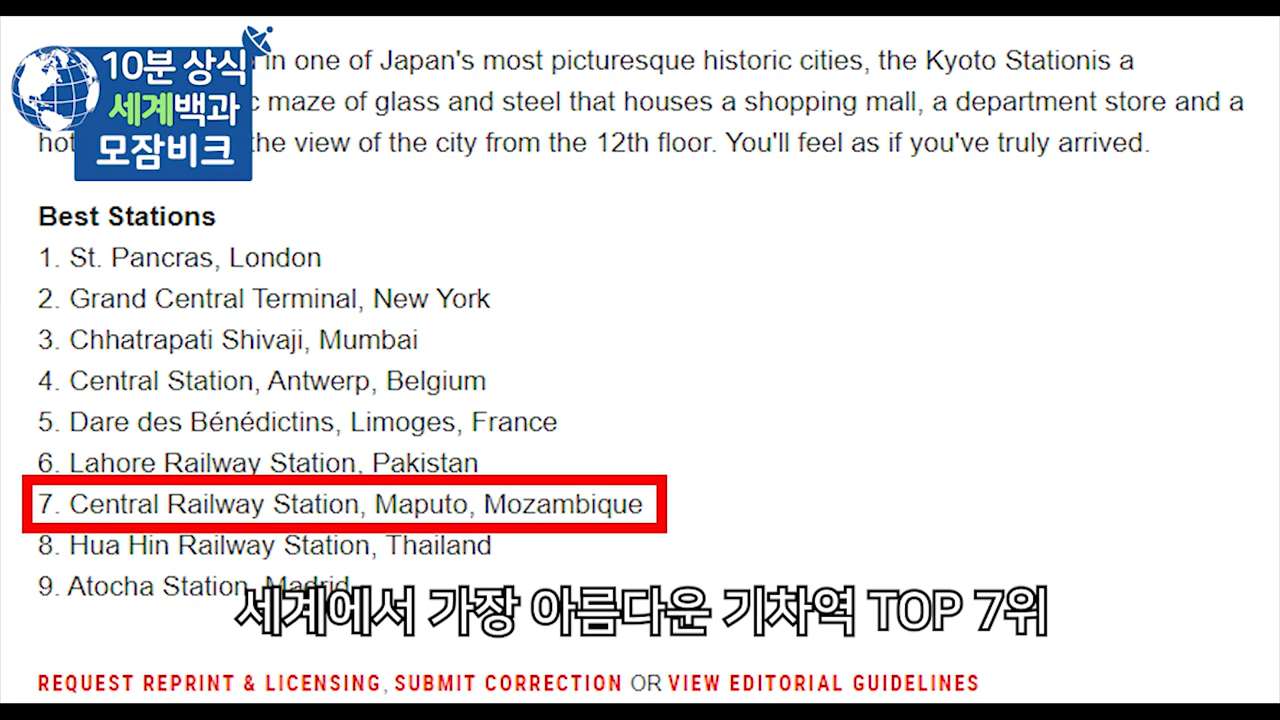 10분 상식
세계백과
모잠비크
in one of Japan's most picturesque historic cities, the Kyoto Stationis a
c maze of glass and steel that houses a shopping mall, a department store and a
hot the view of the city from the 12th floor. You'll feel as if you've truly arrived.
Best Stations
1. St. Pancras, London
2. Grand Central Terminal, New York
3. Chhatrapati Shivaji, Mumbai
4. Central Station, Antwerp, Belgium
5. Dare des Bénédictins, Limoges, France
6. Lahore Railway Station, Pakistan
7. Central Railway Station, Maputo, Mozambique
8. Hua Hin Railway Station, Thailand
9. Atocha Station, Madrid
세계에서 가장 아름다운 기차역 TOP 7위
REQUEST REPRINT & LICENSING, SUBMIT CORRECTION OR VIEW EDITORIAL GUIDELINES